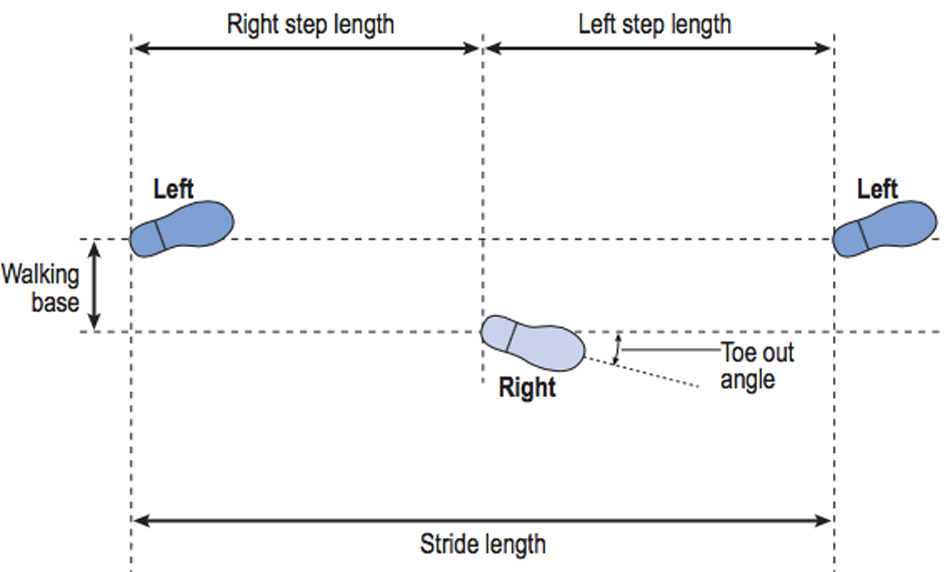 Right step length
Left step length
Left
Left
Walking
base
Toe out
angle
Right
Stride length